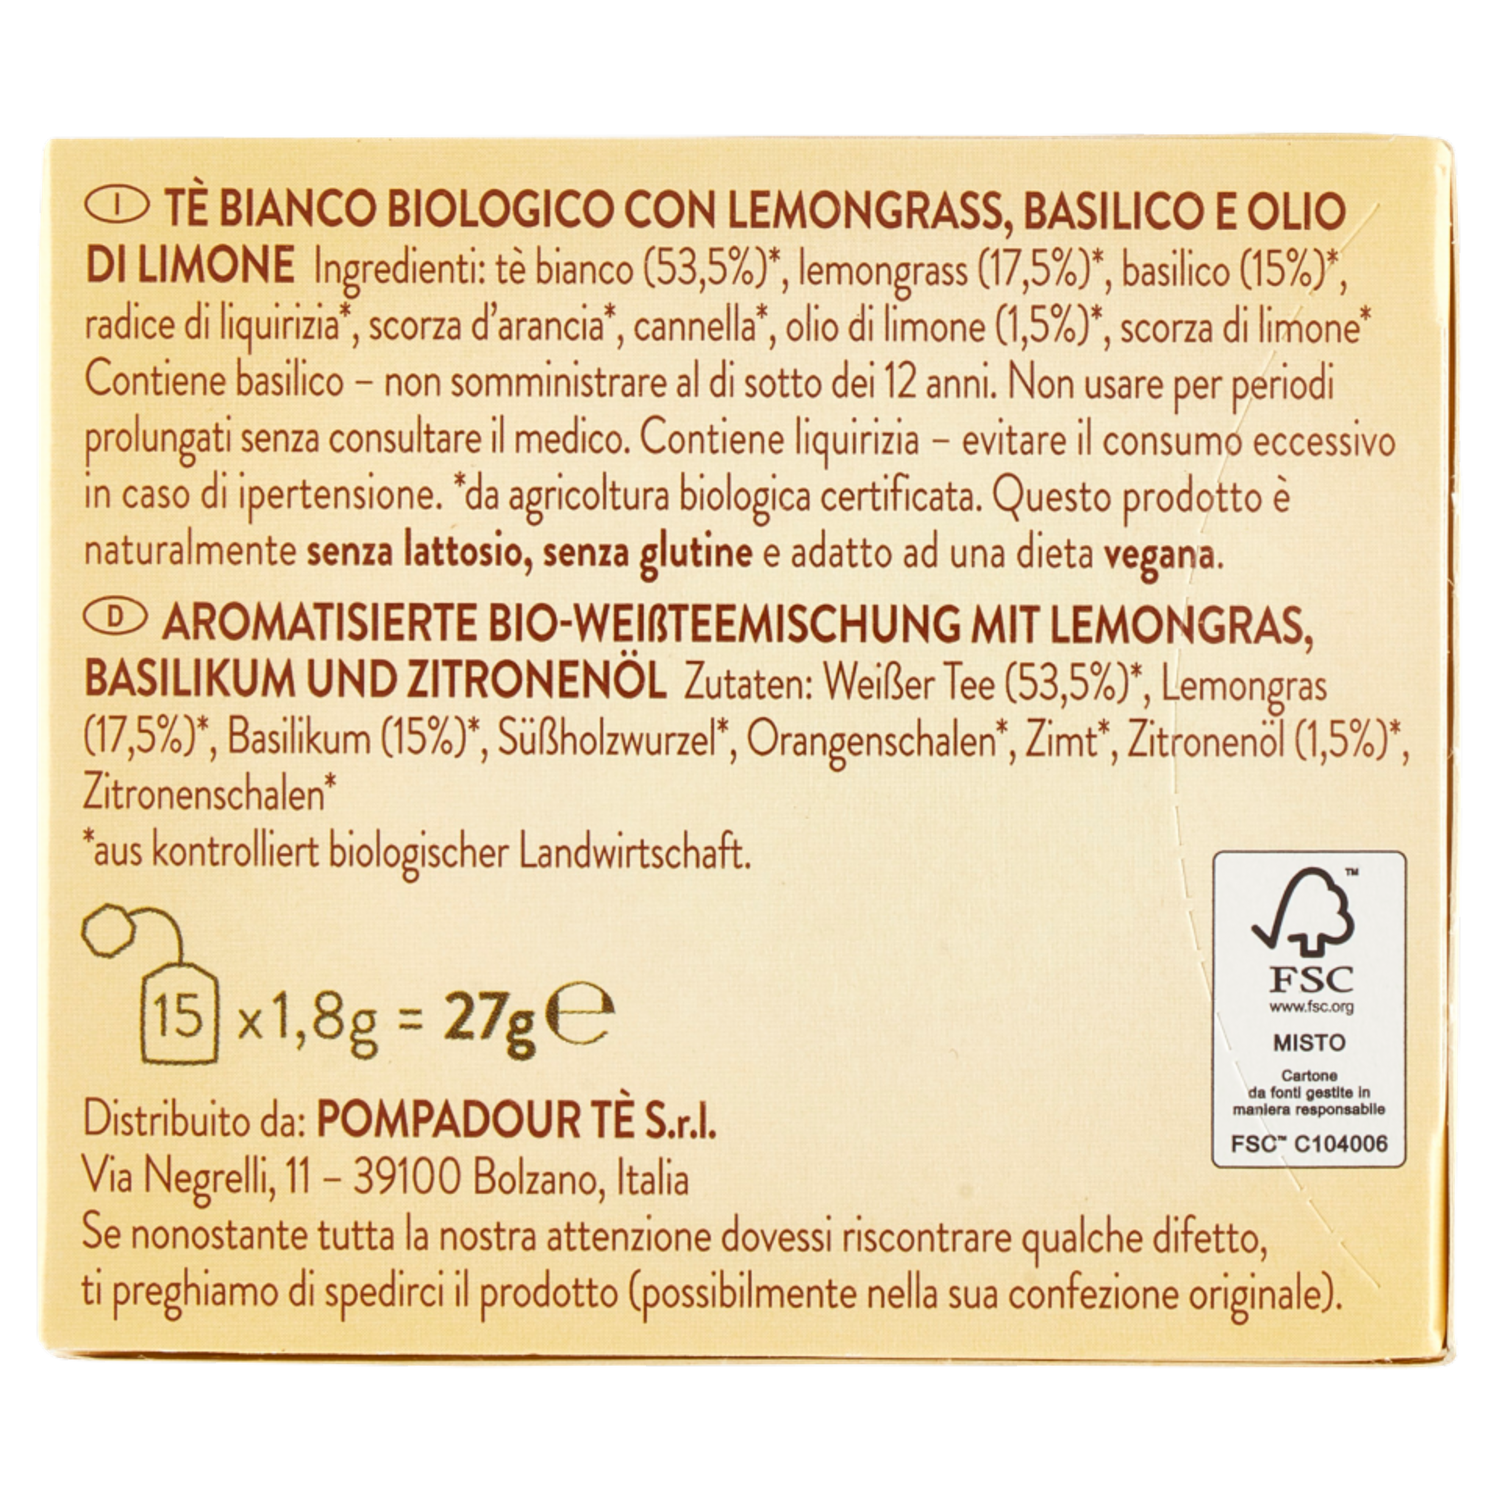 I TÈ BIANCO BIOLOGICO CON LEMONGRASS, BASILICO E OLIO
DI LIMONE Ingredienti: tè bianco (53,5%)*, lemongrass (17,5%)*, basilico (15%)*,
radice di liquirizia*, scorza d'arancia*, cannella*, olio di limone (1,5%)*, scorza di limone*
Contiene basilico – non somministrare al di sotto dei 12 anni. Non usare per periodi
prolungati senza consultare il medico. Contiene liquirizia – evitare il consumo eccessivo
in caso di ipertensione. *da agricoltura biologica certificata. Questo prodotto è
naturalmente senza lattosio, senza glutine e adatto ad una dieta vegana.
D AROMATISIERTE BIO-WEIßTEEMISCHUNG MIT LEMONGRAS,
BASILIKUM UND ZITRONENÖL Zutaten: Weißer Tee (53,5%)*, Lemongras
(17,5%)*, Basilikum (15%)*, Süßholzwurzel*, Orangenschalen*, Zimt*, Zitronenöl (1,5%)*,
Zitronenschalen*
*aus kontrolliert biologischer Landwirtschaft.
15 x1,8g = 27g e
Distribuito da: POMPADOUR TÈ S.r.l.
Via Negrelli, 11 – 39100 Bolzano, Italia
Se nonostante tutta la nostra attenzione dovessi riscontrare qualche difetto,
ti preghiamo di spedirci il prodotto (possibilmente nella sua confezione originale).
TM
FSC
www.fsc.org
MISTO
Cartone
da fonti gestite in
maniera responsabile
FSC™ C104006